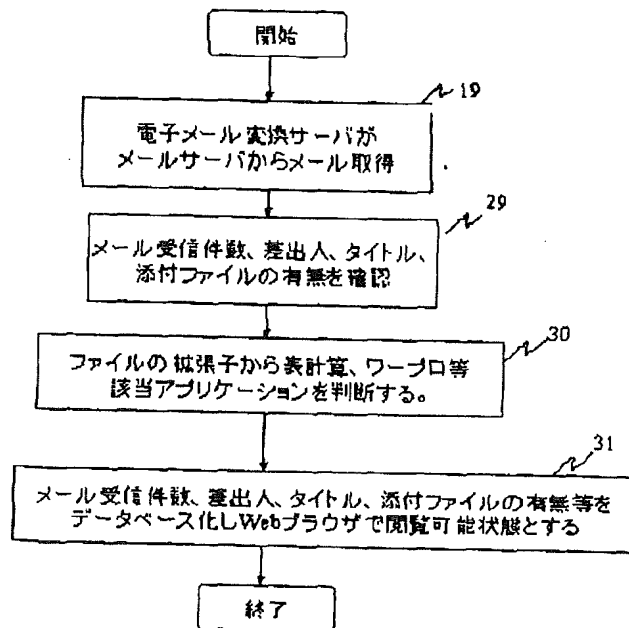 開始
19
電子メール変換サーバが
メールサーバからメール取得
29
メール受信件数、差出人、タイトル、
添付ファイルの有無を確認
30
ファイルの拡張子から表計算、ワープロ等
該当アプリケーションを判断する。
31
メール受信件数、差出人、タイトル、添付ファイルの有無等を
データベース化しWebブラウザで閲覧可能状態とする
終了